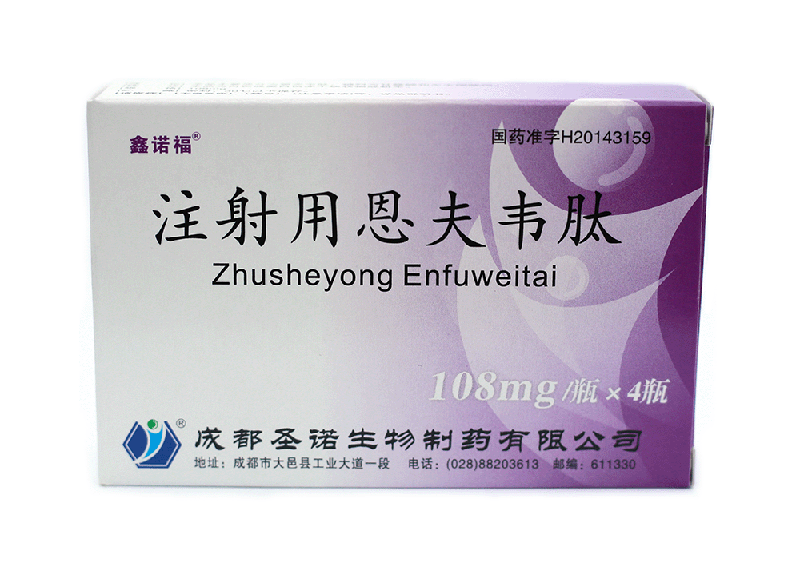 鑫诺福®
国药准字H20143159
注射用恩夫韦肽
Zhusheyong Enfuweitai
108mg/瓶×4瓶
® 成都圣诺生物制药有限公司
地址：成都市大邑县工业大道一段 电话：(028)88203613 邮编：611330